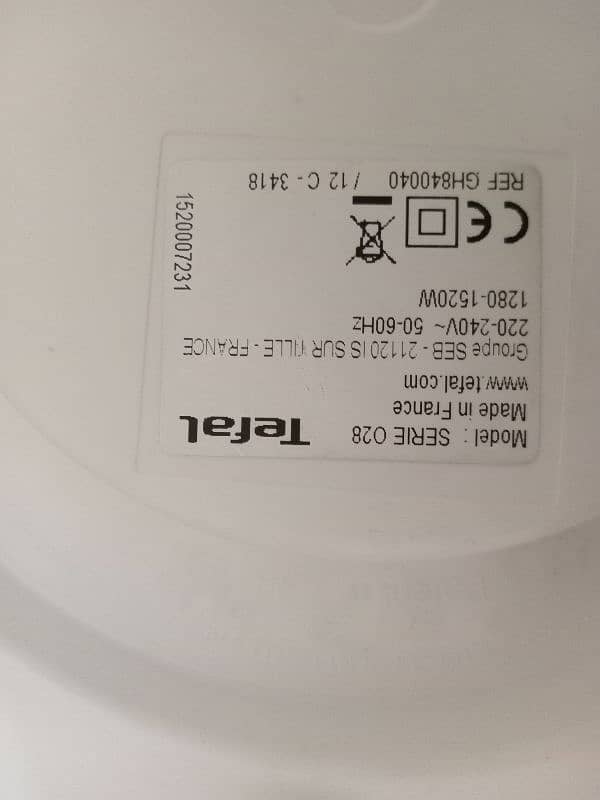 Model : SERIE O28 Tefal
Made in France
www.tefal.com
Groupe SEB - 21120 IS SUR TILLE - FRANCE
220-240V~ 50-60Hz
1280-1520W
CE
REF GH840040 / 12 C - 3418
1520007231